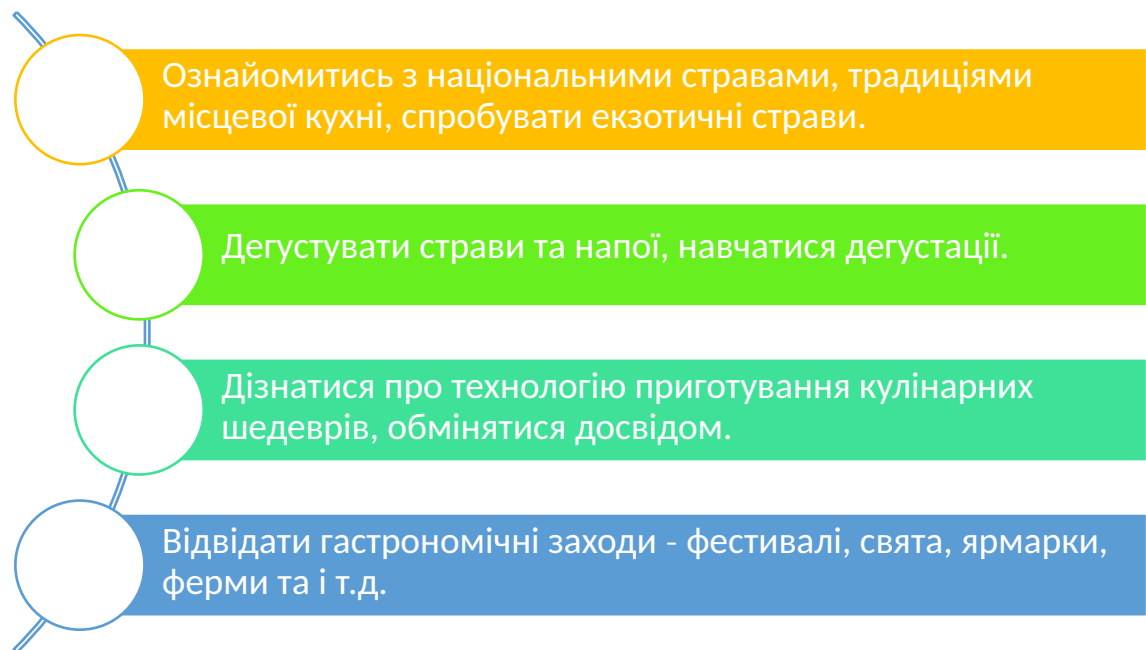 Ознайомитись з національними стравами, традиціями
місцевої кухні, спробувати екзотичні страви.
Дегустувати страви та напої, навчатися дегустації.
Дізнатися про технологію приготування кулінарних
шедеврів, обмінятися досвідом.
Відвідати гастрономічні заходи - фестивалі, свята, ярмарки,
ферми та і т.д.